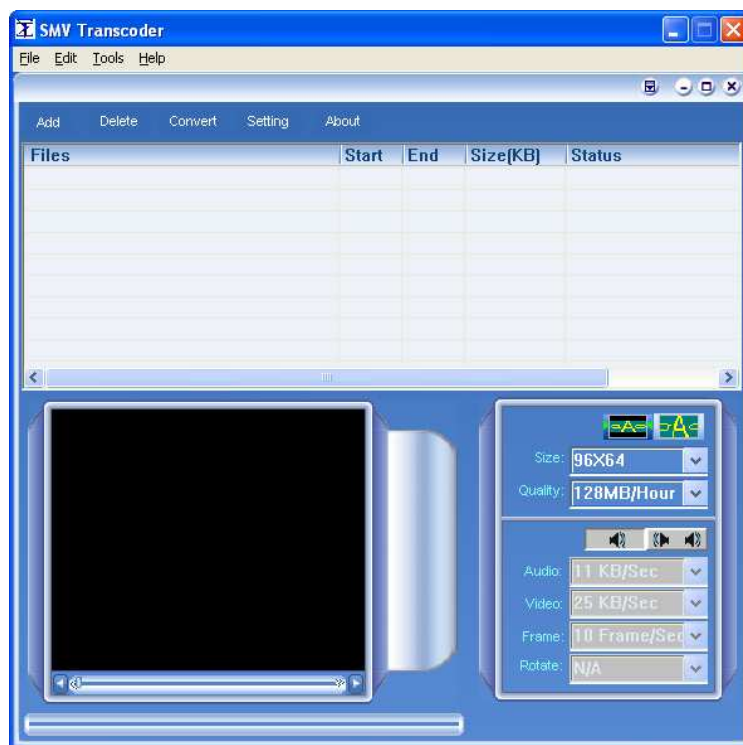 SMV Transcoder
File Edit Tools Help
Add Delete Convert Setting About
Files Start End Size(KB) Status
A A
Size: 96X64
Quality: 128MB/Hour
Audio: 11 KB/Sec
Video: 25 KB/Sec
Frame: 10 Frame/Sec
Rotate: N/A